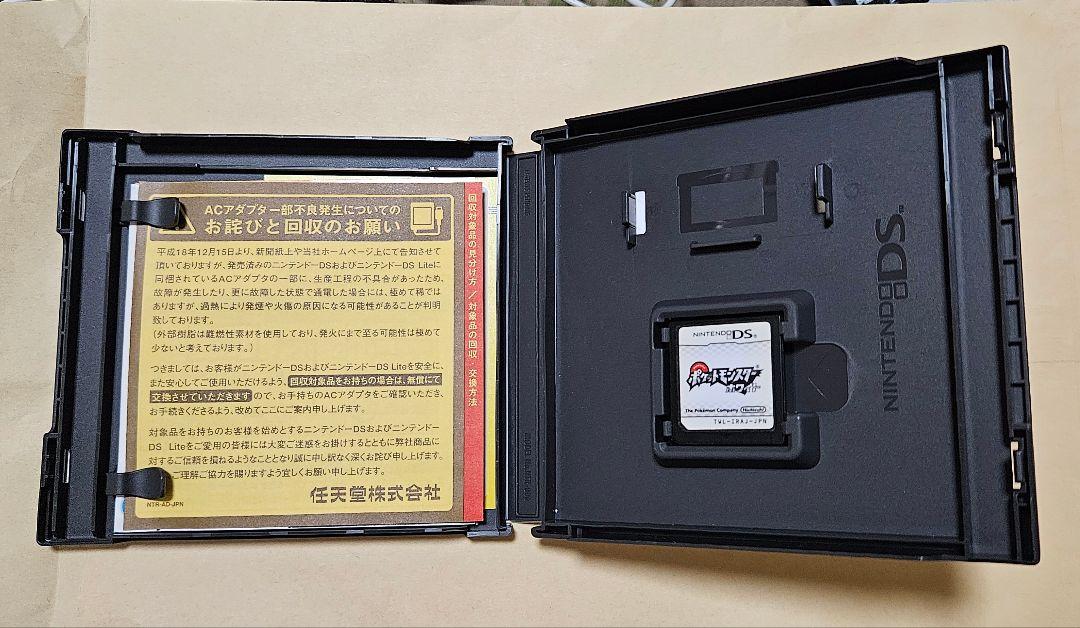 ACアダプタ一部不良発生についての
お詫びと回収のお願い
平成18年12月15日より、新聞紙上や当社ホームページ上にて告知させて
頂いておりますが、発売済みのニンテンドーDSおよびニンテンドーDS Liteに
同梱されているACアダプタの一部に、生産工程の不具合があったため、
故障が発生したり、更に故障した状態で通電した場合には、極めて稀では
ありますが、過熱により発煙や火傷の原因になる可能性があることが判明
致しております。
(外部樹脂は難燃性素材を使用しており、発火にまで至る可能性は極めて
少ないと考えております。)
つきましては、お客様がニンテンドーDSおよびニンテンドーDS Liteを安全に、
また安心してご使用いただけるよう、回収対象品をお持ちの場合は、無償にて
交換させていただきますので、お手持ちのACアダプタをご確認いただき、
お手続きくださるよう、改めてここにご案内申し上げます。
対象品をお持ちのお客様を始めとするニンテンドーDSおよびニンテンドー
DS Liteをご愛用の皆様には大変ご迷惑をお掛けするとともに弊社商品に
対するご信頼を損ねるようなこととなり誠に申し訳なく深くお詫び申し上げます。
ご理解ご協力を賜りますよう宜しくお願い申し上げます。
任天堂株式会社
NTR-AD-JPN
回収対象品の見分け方/対象品の回収・交換方法
NINTENDO DS
NINTENDO DS
ポケットモンスター
The Pokémon Company Nintendo
TWL-IRAJ-JPN